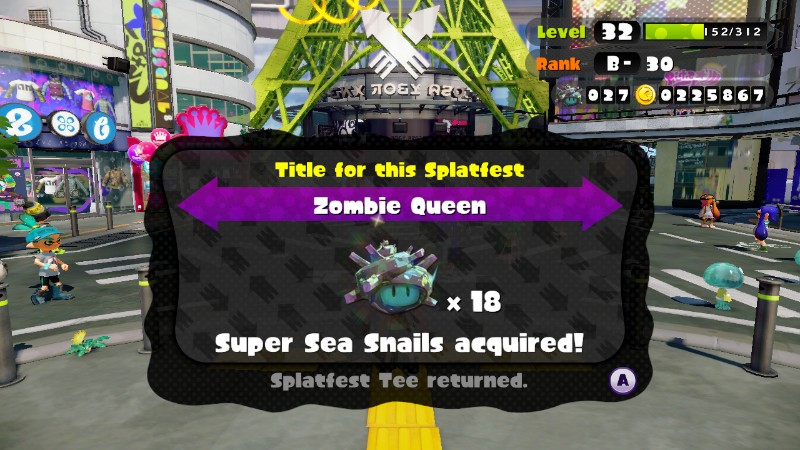 Level 32 152/312
Rank B- 30
027 0225867
Title for this Splatfest
Zombie Queen
× 18
Super Sea Snails acquired!
Splatfest Tee returned.
A